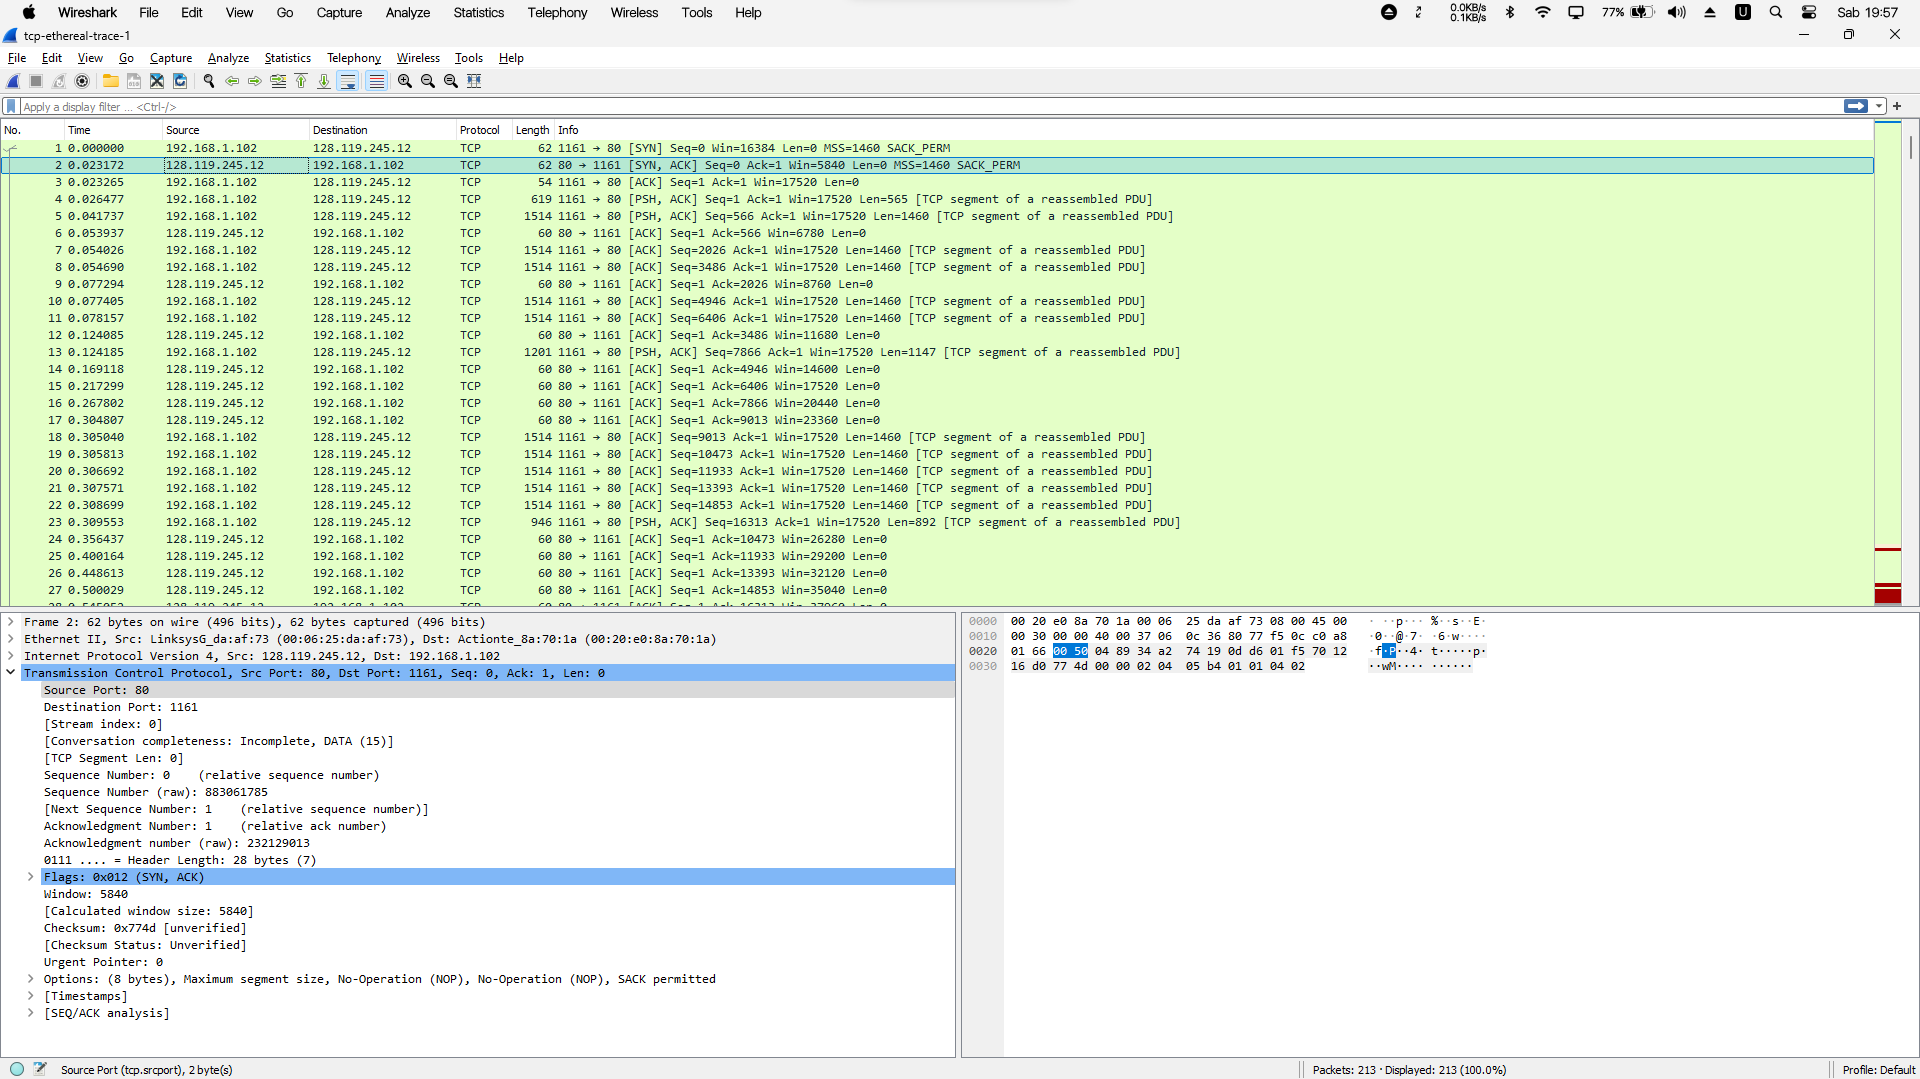 Wireshark File Edit View Go Capture Analyze Statistics Telephony Wireless Tools Help 0.0KB/s 0.1KB/s 77% U Sab 19:57
tcp-ethereal-trace-1
File Edit View Go Capture Analyze Statistics Telephony Wireless Tools Help
Apply a display filter ... <Ctrl-/>
No. Time Source Destination Protocol Length Info
1 0.000000 192.168.1.102 128.119.245.12 TCP 62 1161 → 80 [SYN] Seq=0 Win=16384 Len=0 MSS=1460 SACK_PERM
2 0.023172 128.119.245.12 192.168.1.102 TCP 62 80 → 1161 [SYN, ACK] Seq=0 Ack=1 Win=5840 Len=0 MSS=1460 SACK_PERM
3 0.023265 192.168.1.102 128.119.245.12 TCP 54 1161 → 80 [ACK] Seq=1 Ack=1 Win=17520 Len=0
4 0.026477 192.168.1.102 128.119.245.12 TCP 619 1161 → 80 [PSH, ACK] Seq=1 Ack=1 Win=17520 Len=565 [TCP segment of a reassembled PDU]
5 0.041737 192.168.1.102 128.119.245.12 TCP 1514 1161 → 80 [PSH, ACK] Seq=566 Ack=1 Win=17520 Len=1460 [TCP segment of a reassembled PDU]
6 0.053937 128.119.245.12 192.168.1.102 TCP 60 80 → 1161 [ACK] Seq=1 Ack=566 Win=6780 Len=0
7 0.054026 192.168.1.102 128.119.245.12 TCP 1514 1161 → 80 [ACK] Seq=2026 Ack=1 Win=17520 Len=1460 [TCP segment of a reassembled PDU]
8 0.054690 192.168.1.102 128.119.245.12 TCP 1514 1161 → 80 [ACK] Seq=3486 Ack=1 Win=17520 Len=1460 [TCP segment of a reassembled PDU]
9 0.077294 128.119.245.12 192.168.1.102 TCP 60 80 → 1161 [ACK] Seq=1 Ack=2026 Win=8760 Len=0
10 0.077405 192.168.1.102 128.119.245.12 TCP 1514 1161 → 80 [ACK] Seq=4946 Ack=1 Win=17520 Len=1460 [TCP segment of a reassembled PDU]
11 0.078157 192.168.1.102 128.119.245.12 TCP 1514 1161 → 80 [ACK] Seq=6406 Ack=1 Win=17520 Len=1460 [TCP segment of a reassembled PDU]
12 0.124085 128.119.245.12 192.168.1.102 TCP 60 80 → 1161 [ACK] Seq=1 Ack=3486 Win=11680 Len=0
13 0.124185 192.168.1.102 128.119.245.12 TCP 1201 1161 → 80 [PSH, ACK] Seq=7866 Ack=1 Win=17520 Len=1147 [TCP segment of a reassembled PDU]
14 0.169118 128.119.245.12 192.168.1.102 TCP 60 80 → 1161 [ACK] Seq=1 Ack=4946 Win=14600 Len=0
15 0.217299 128.119.245.12 192.168.1.102 TCP 60 80 → 1161 [ACK] Seq=1 Ack=6406 Win=17520 Len=0
16 0.267802 128.119.245.12 192.168.1.102 TCP 60 80 → 1161 [ACK] Seq=1 Ack=7866 Win=20440 Len=0
17 0.304807 128.119.245.12 192.168.1.102 TCP 60 80 → 1161 [ACK] Seq=1 Ack=9013 Win=23360 Len=0
18 0.305040 192.168.1.102 128.119.245.12 TCP 1514 1161 → 80 [ACK] Seq=9013 Ack=1 Win=17520 Len=1460 [TCP segment of a reassembled PDU]
19 0.305813 192.168.1.102 128.119.245.12 TCP 1514 1161 → 80 [ACK] Seq=10473 Ack=1 Win=17520 Len=1460 [TCP segment of a reassembled PDU]
20 0.306692 192.168.1.102 128.119.245.12 TCP 1514 1161 → 80 [ACK] Seq=11933 Ack=1 Win=17520 Len=1460 [TCP segment of a reassembled PDU]
21 0.307571 192.168.1.102 128.119.245.12 TCP 1514 1161 → 80 [ACK] Seq=13393 Ack=1 Win=17520 Len=1460 [TCP segment of a reassembled PDU]
22 0.308699 192.168.1.102 128.119.245.12 TCP 1514 1161 → 80 [ACK] Seq=14853 Ack=1 Win=17520 Len=1460 [TCP segment of a reassembled PDU]
23 0.309553 192.168.1.102 128.119.245.12 TCP 946 1161 → 80 [PSH, ACK] Seq=16313 Ack=1 Win=17520 Len=892 [TCP segment of a reassembled PDU]
24 0.356437 128.119.245.12 192.168.1.102 TCP 60 80 → 1161 [ACK] Seq=1 Ack=10473 Win=26280 Len=0
25 0.400164 128.119.245.12 192.168.1.102 TCP 60 80 → 1161 [ACK] Seq=1 Ack=11933 Win=29200 Len=0
26 0.448613 128.119.245.12 192.168.1.102 TCP 60 80 → 1161 [ACK] Seq=1 Ack=13393 Win=32120 Len=0
27 0.500029 128.119.245.12 192.168.1.102 TCP 60 80 → 1161 [ACK] Seq=1 Ack=14853 Win=35040 Len=0
Frame 2: 62 bytes on wire (496 bits), 62 bytes captured (496 bits)
Ethernet II, Src: LinksysG_da:af:73 (00:06:25:da:af:73), Dst: Actionte_8a:70:1a (00:20:e0:8a:70:1a)
Internet Protocol Version 4, Src: 128.119.245.12, Dst: 192.168.1.102
Transmission Control Protocol, Src Port: 80, Dst Port: 1161, Seq: 0, Ack: 1, Len: 0
Source Port: 80
Destination Port: 1161
[Stream index: 0]
[Conversation completeness: Incomplete, DATA (15)]
[TCP Segment Len: 0]
Sequence Number: 0 (relative sequence number)
Sequence Number (raw): 883061785
[Next Sequence Number: 1 (relative sequence number)]
Acknowledgment Number: 1 (relative ack number)
Acknowledgment number (raw): 232129013
0111 .... = Header Length: 28 bytes (7)
Flags: 0x012 (SYN, ACK)
Window: 5840
[Calculated window size: 5840]
Checksum: 0x774d [unverified]
[Checksum Status: Unverified]
Urgent Pointer: 0
Options: (8 bytes), Maximum segment size, No-Operation (NOP), No-Operation (NOP), SACK permitted
[Timestamps]
[SEQ/ACK analysis]
0000 00 20 e0 8a 70 1a 00 06 25 da af 73 08 00 45 00 · ··p··· %··s··E·
0010 00 30 00 00 40 00 37 06 0c 36 80 77 f5 0c c0 a8 ·0··@·7· ·6·w····
0020 01 66 00 50 04 89 34 a2 74 19 0d d6 01 f5 70 12 ·f·P··4· t·····p·
0030 16 d0 77 4d 00 00 02 04 05 b4 01 01 04 02 ··wM···· ······
Source Port (tcp.srcport), 2 byte(s)
Packets: 213 · Displayed: 213 (100.0%)
Profile: Default